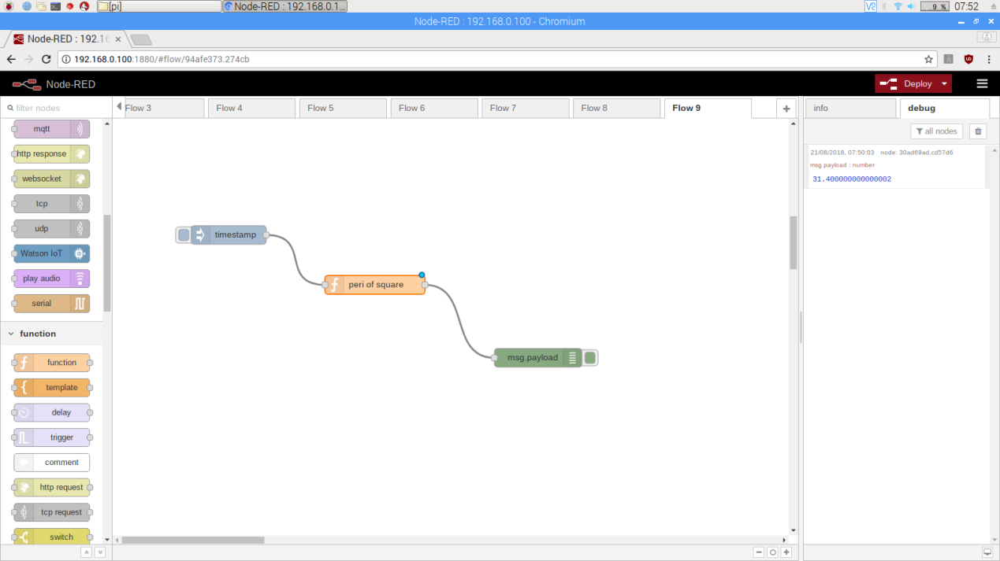 [pi]
Node-RED : 192.168.0.1...
9 %
07:52
Node-RED : 192.168.0.100 - Chromium
Node-RED : 192.16
192.168.0.100:1880/#flow/94afe373.274cb
Node-RED
Deploy
filter nodes
Flow 3
Flow 4
Flow 5
Flow 6
Flow 7
Flow 8
Flow 9
info
debug
mqtt
http response
websocket
tcp
udp
Watson IoT
play audio
serial
function
function
template
delay
trigger
comment
http request
tcp request
switch
timestamp
peri of square
msg.payload
all nodes
21/08/2018, 07:50:03 node: 30ad69ad.cd57d6
msg.payload : number
31.400000000000002